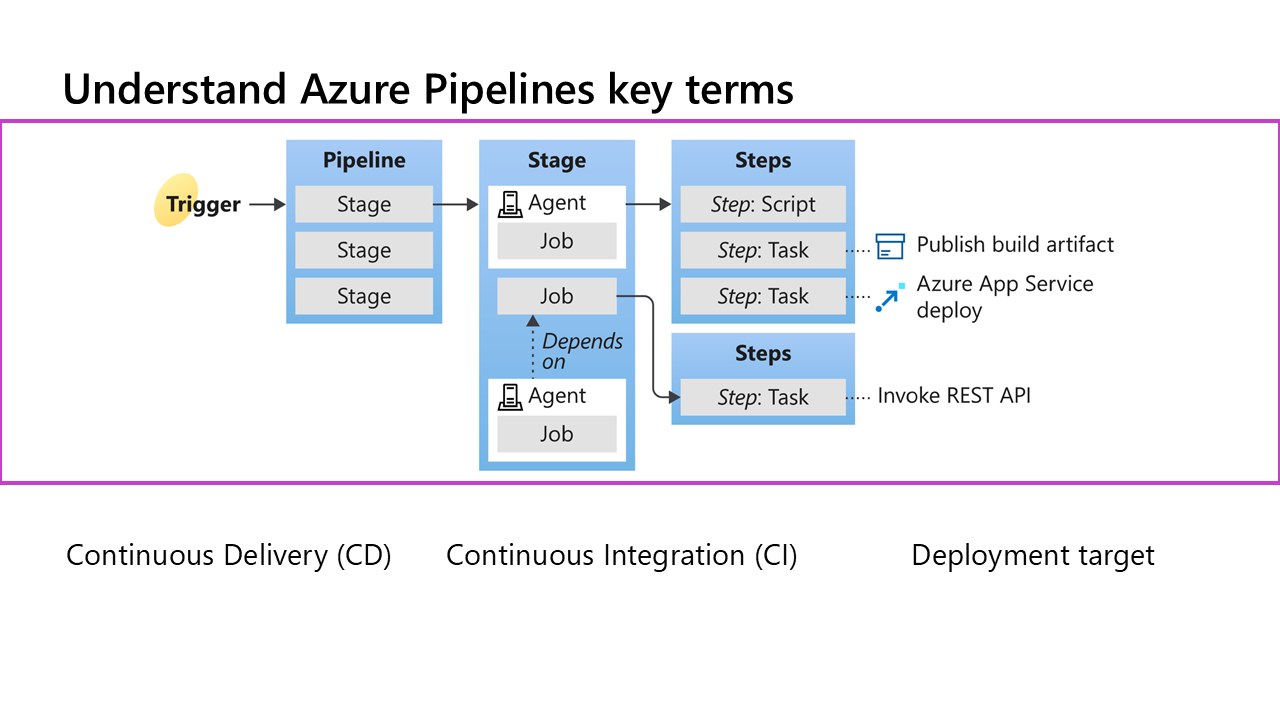 Understand Azure Pipelines key terms
Trigger
Pipeline
Stage
Stage
Stage
Stage
Agent
Job
Job
Depends
on
Agent
Job
Steps
Step: Script
Step: Task
Step: Task
Publish build artifact
Azure App Service
deploy
Steps
Step: Task
Invoke REST API
Continuous Delivery (CD)
Continuous Integration (CI)
Deployment target